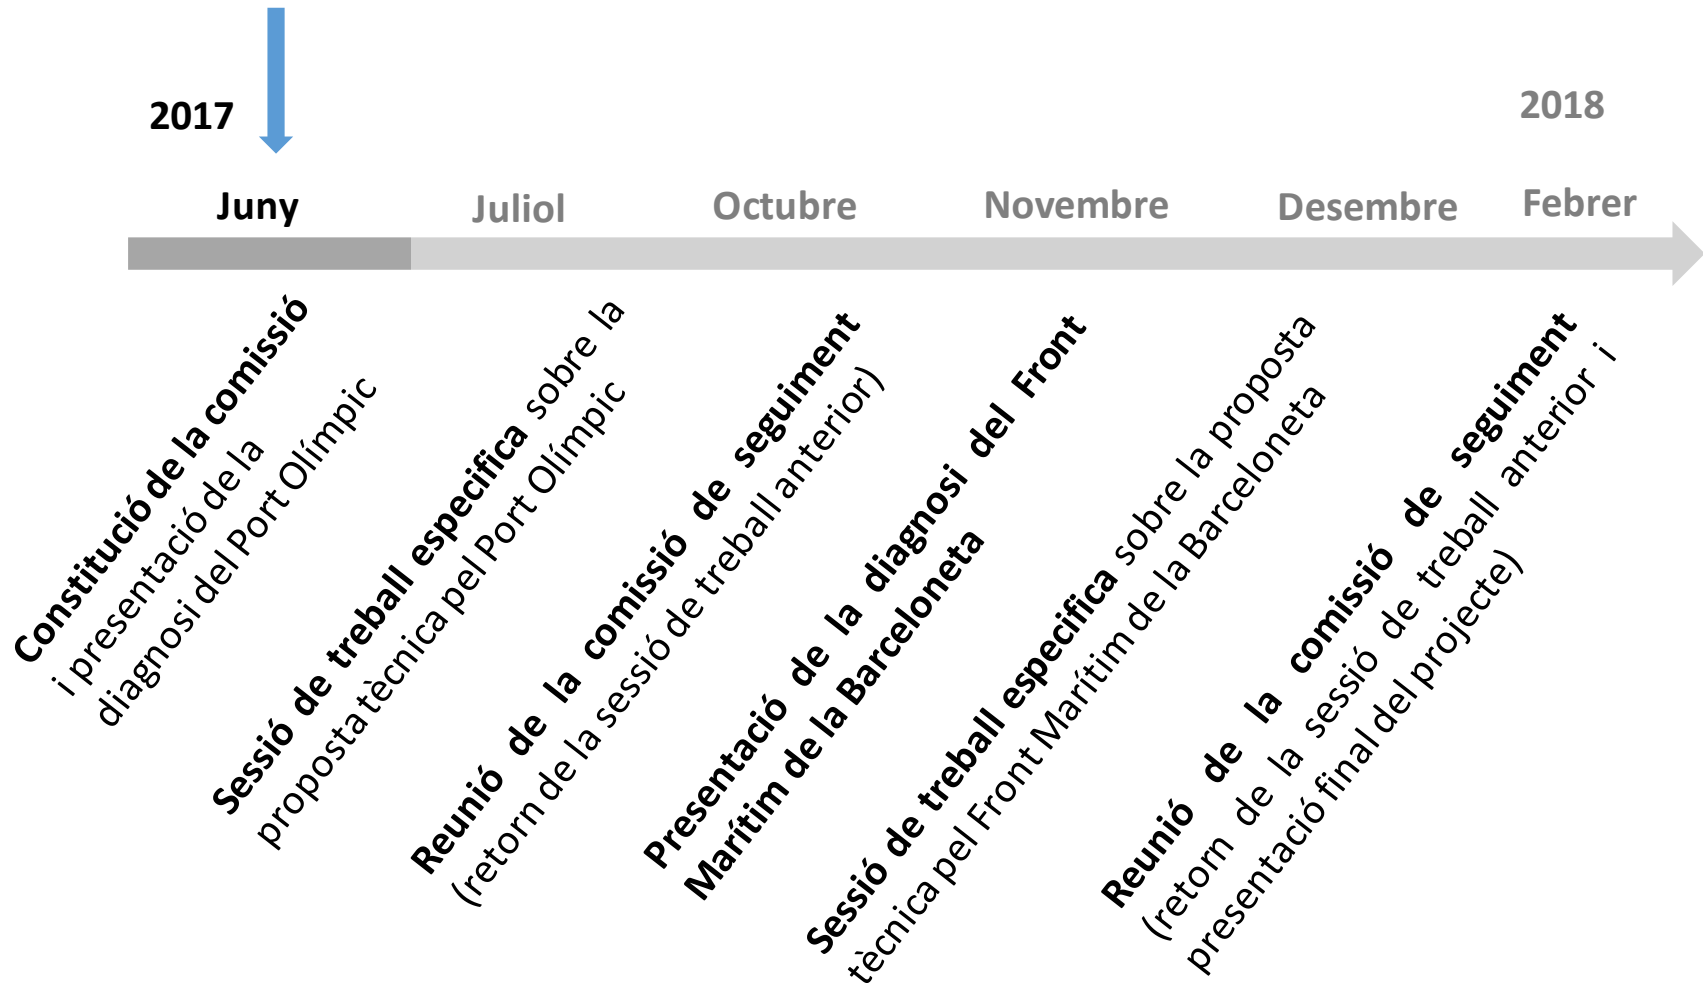 2017
2018
Juny
Juliol
Octubre
Novembre
Desembre
Febrer
Constitució de la comissió
i presentació de la
diagnosi del Port Olímpic
Sessió de treball especifica sobre la
proposta tècnica pel Port Olímpic
Reunió de la comissió de seguiment
(retorn de la sessió de treball anterior)
Presentació de la diagnosi del Front
Marítim de la Barceloneta
Sessió de treball especifica sobre la proposta
tècnica pel Front Marítim de la Barceloneta
Reunió de la comissió de seguiment
(retorn de la sessió de treball anterior i
presentació final del projecte)